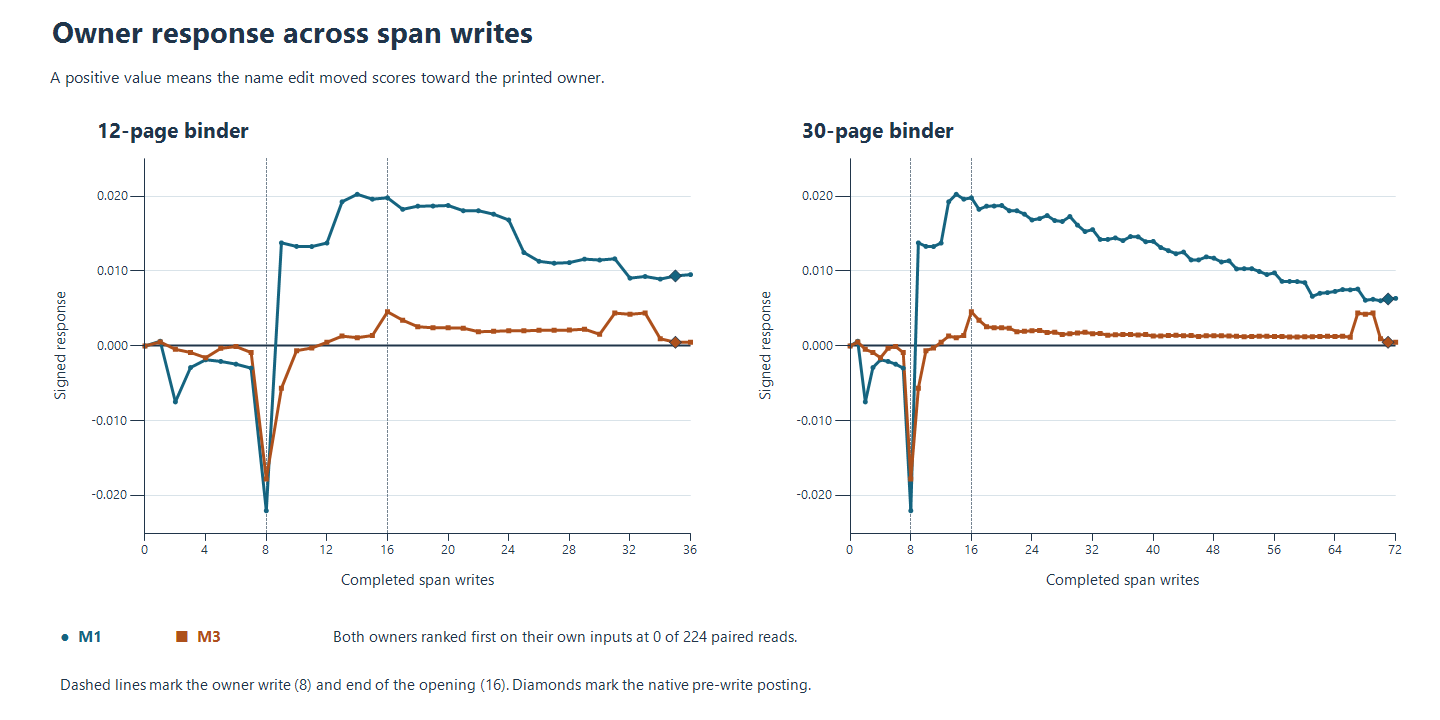 Owner response across span writes
A positive value means the name edit moved scores toward the printed owner.
12-page binder
0.020
0.010
0.000
-0.010
-0.020
Signed response
0 4 8 12 16 20 24 28 32 36
Completed span writes
30-page binder
0.020
0.010
0.000
-0.010
-0.020
Signed response
0 8 16 24 32 40 48 56 64 72
Completed span writes
M1 M3 Both owners ranked first on their own inputs at 0 of 224 paired reads.
Dashed lines mark the owner write (8) and end of the opening (16). Diamonds mark the native pre-write posting.